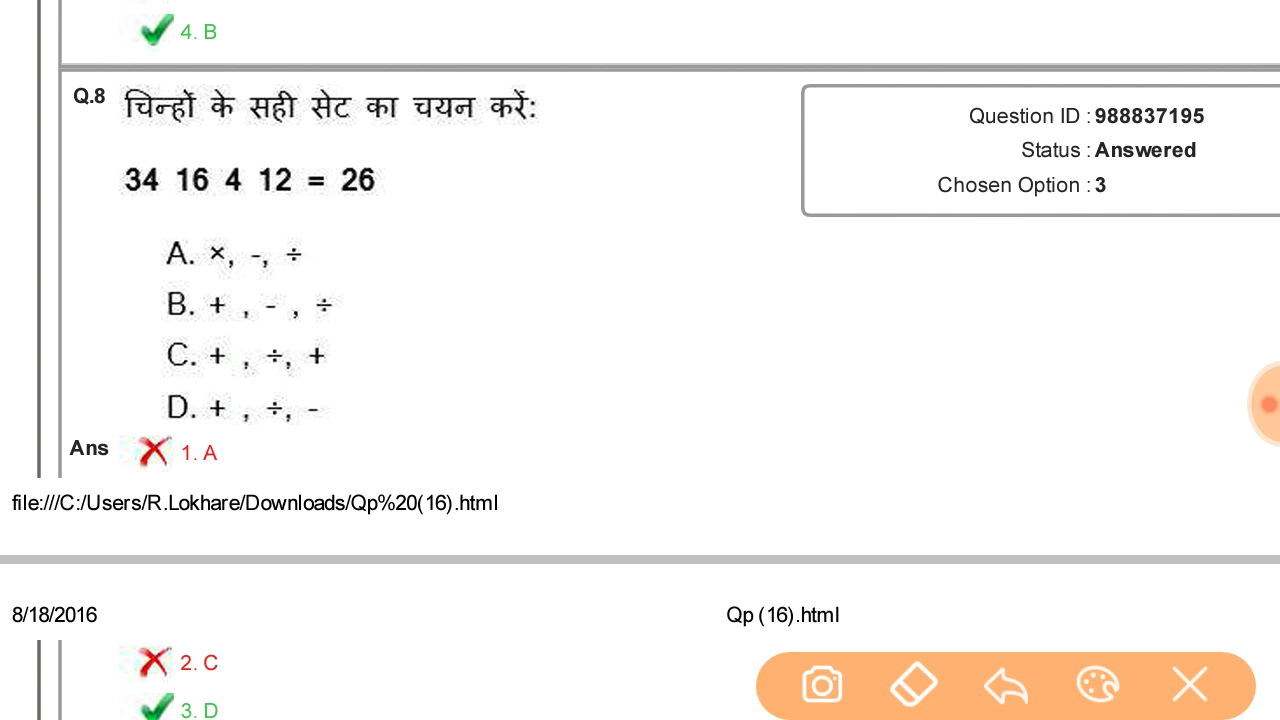 4. B
Q.8 चिन्हों के सही सेट का चयन करें:
Question ID : 988837195
Status : Answered
Chosen Option : 3
34 16 4 12 = 26
A. ×, -, ÷
B. + , - , ÷
C. + , ÷, +
D. + , ÷, -
Ans 1. A
file:///C:/Users/R.Lokhare/Downloads/Qp%20(16).html
8/18/2016 Qp (16).html
2. C
3. D